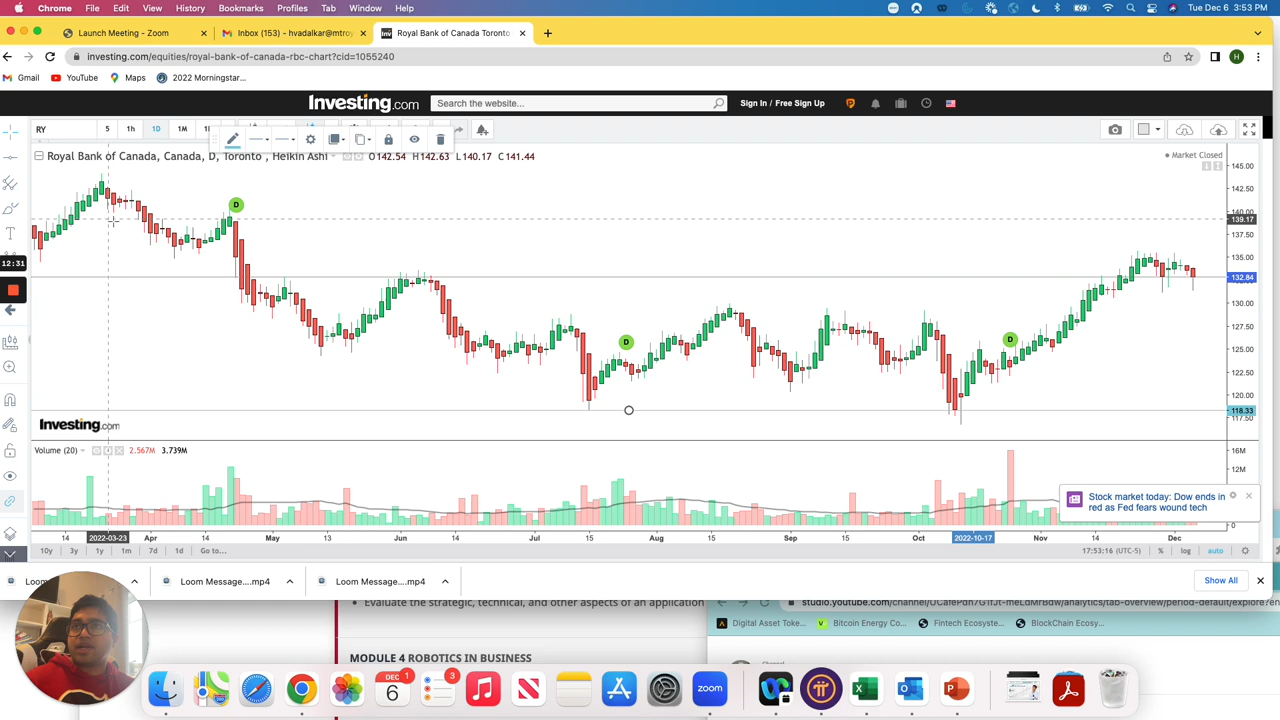 Chrome File Edit View History Bookmarks Profiles Tab Window Help Tue Dec 6 3:53 PM
Launch Meeting - Zoom × Inbox (153) - hvadalkar@mtroy × Royal Bank of Canada Toronto × +
investing.com/equities/royal-bank-of-canada-rbc-chart?cid=1055240 H
Gmail YouTube Maps 2022 Morningstar...
Investing.com Search the website... Sign In / Free Sign Up
RY 5 1h 1D 1M
Royal Bank of Canada, Canada, D, Toronto , Heikin Ashi O142.54 H142.63 L140.17 C141.44
Market Closed
145.00
142.50
140.00
139.17
137.50
135.00
132.84
130.00
127.50
125.00
122.50
120.00
118.33
117.50
D
D
D
12:31
Investing.com
Volume (20) 2.567M 3.739M
16M
12M
0
Stock market today: Dow ends in
red as Fed fears wound tech
14 2022-03-23 Apr 14 May 13 Jun 14 Jul 15 Aug 15 Sep 15 Oct 2022-10-17 Nov 14 Dec
10y 3y 1y 1m 7d 1d Go to... 17:53:16 (UTC-5) % log auto
Loom Message....mp4 Loom Message....mp4 Show All
Evaluate the strategic, technical, and other aspects of an application
MODULE 4 ROBOTICS IN BUSINESS
Digital Asset Toke... Bitcoin Energy Co... Fintech Ecosyste... BlockChain Ecosy...
Channel
DEC 6 1 3 zoom